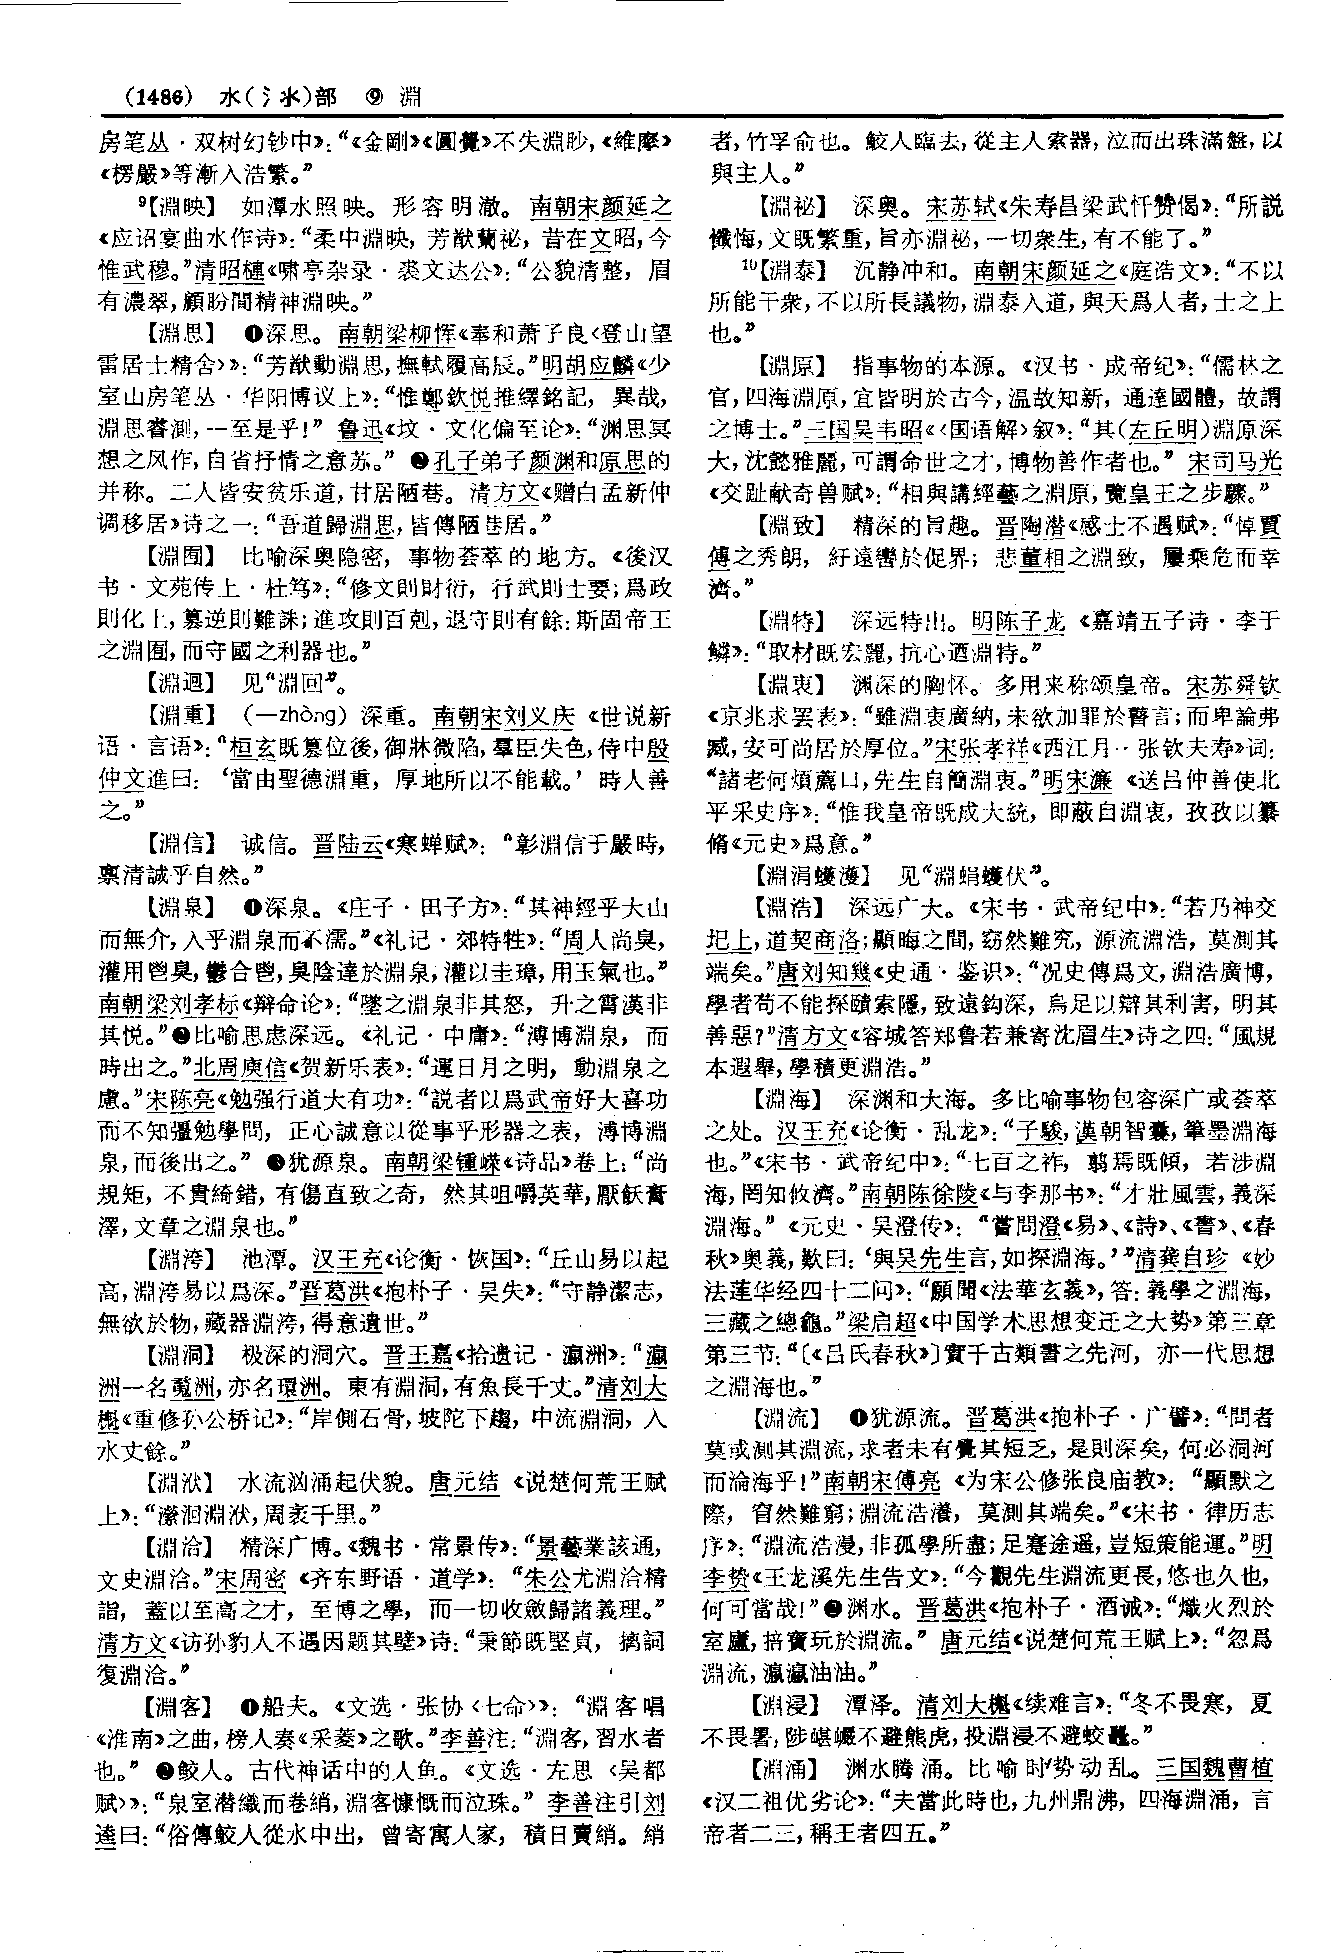 (1486) 水(氵氺)部 ⑨ 淵
房笔丛·双树幻钞中》：“《金剛》《圓覺》不失淵眇，《維摩》
《楞嚴》等漸入浩繁。”
⁹【淵映】 如潭水照映。形容明澈。南朝宋颜延之
《应诏宴曲水作诗》：“柔中淵映，芳猷蘭祕，昔在文昭，今
惟武穆。”清昭槤《啸亭杂录·裘文达公》：“公貌清整，眉
有濃翠，顧盼間精神淵映。”
【淵思】 ❶深思。南朝梁柳恽《奉和萧子良〈登山望
雷居士精舍〉》：“芳猷動淵思，撫軾履高扆。”明胡应麟《少
室山房笔丛·华阳博议上》：“惟鄭欽悦推繹銘記，異哉，
淵思睿測，一至是乎！” 鲁迅《坟·文化偏至论》：“渊思冥
想之风作，自省抒情之意苏。” ❷孔子弟子颜渊和原思的
并称。二人皆安贫乐道，甘居陋巷。清方文《赠白孟新仲
调移居》诗之一：“吾道歸淵思，皆傳陋巷居。”
【淵囿】 比喻深奥隐密，事物荟萃的地方。《後汉
书·文苑传上·杜笃》：“修文則財衍，行武則士要；爲政
則化上，篡逆則難誅；進攻則百剋，退守則有餘：斯固帝王
之淵囿，而守國之利器也。”
【淵迴】 见“淵回”。
【淵重】 （—zhòng）深重。南朝宋刘义庆《世说新
语·言语》：“桓玄既篡位後，御牀微陷，羣臣失色，侍中殷
仲文進曰：‘當由聖德淵重，厚地所以不能載。’時人善
之。”
【淵信】 诚信。晋陆云《寒蝉赋》：“彰淵信于嚴時，
禀清誠乎自然。”
【淵泉】 ❶深泉。《庄子·田子方》：“其神經乎大山
而無介，入乎淵泉而不濡。”《礼记·郊特牲》：“周人尚臭，
灌用鬯臭，鬱合鬯，臭陰達於淵泉，灌以圭璋，用玉氣也。”
南朝梁刘孝标《辩命论》：“墜之淵泉非其怒，升之霄漢非
其悦。”❷比喻思虑深远。《礼记·中庸》：“溥博淵泉，而
時出之。”北周庾信《贺新乐表》：“運日月之明，動淵泉之
慮。”宋陈亮《勉强行道大有功》：“説者以爲武帝好大喜功
而不知彊勉學問，正心誠意以從事乎形器之表，溥博淵
泉，而後出之。” ❸犹源泉。南朝梁锺嵘《诗品》卷上：“尚
規矩，不貴綺錯，有傷直致之奇，然其咀嚼英華，厭飫膏
澤，文章之淵泉也。”
【淵洿】 池潭。汉王充《论衡·恢国》：“丘山易以起
高，淵洿易以爲深。”晋葛洪《抱朴子·吴失》：“守静潔志，
無欲於物，藏器淵洿，得意遺世。”
【淵洞】 极深的洞穴。晋王嘉《拾遗记·瀛洲》：“瀛
洲一名䰟洲，亦名環洲。東有淵洞，有魚長千丈。”清刘大
櫆《重修孙公桥记》：“岸側石骨，坡陀下趨，中流淵洞，入
水丈餘。”
【淵洑】 水流汹涌起伏貌。唐元结《说楚何荒王赋
上》：“瀠洄淵洑，周袤千里。”
【淵洽】 精深广博。《魏书·常景传》：“景藝業該通，
文史淵洽。”宋周密《齐东野语·道学》：“朱公尤淵洽精
詣，蓋以至高之才，至博之學，而一切收斂歸諸義理。”
清方文《访孙豹人不遇因题其壁》诗：“秉節既堅貞，摛詞
復淵洽。”
【淵客】 ❶船夫。《文选·张协〈七命〉》：“淵客唱
《淮南》之曲，榜人奏《采菱》之歌。”李善注：“淵客，習水者
也。” ❷鲛人。古代神话中的人鱼。《文选·左思〈吴都
赋〉》：“泉室潜織而卷綃，淵客慷慨而泣珠。” 李善注引刘
逵曰：“俗傳鮫人從水中出，曾寄寓人家，積日賣綃。綃
者，竹孚俞也。鮫人臨去，從主人索器，泣而出珠滿盤，以
與主人。”
【淵祕】 深奥。宋苏轼《朱寿昌梁武忏赞偈》：“所説
懺悔，文既繁重，旨亦淵祕，一切衆生，有不能了。”
¹⁰【淵泰】 沉静冲和。南朝宋颜延之《庭浩文》：“不以
所能干衆，不以所長議物，淵泰入道，與天爲人者，士之上
也。”
【淵原】 指事物的本源。《汉书·成帝纪》：“儒林之
官，四海淵原，宜皆明於古今，温故知新，通達國體，故謂
之博士。”三国吴韦昭《〈国语解〉叙》：“其（左丘明）淵原深
大，沈懿雅麗，可謂命世之才，博物善作者也。” 宋司马光
《交趾献奇兽赋》：“相與講經藝之淵原，覽皇王之步驟。”
【淵致】 精深的旨趣。晋陶潜《感士不遇赋》：“悼賈
傅之秀朗，紆遠轡於促界；悲董相之淵致，屢乘危而幸
濟。”
【淵特】 深远特出。明陈子龙《嘉靖五子诗·李于
鳞》：“取材既宏麗，抗心迺淵特。”
【淵衷】 渊深的胸怀。多用来称颂皇帝。宋苏舜钦
《京兆求罢表》：“雖淵衷廣納，未欲加罪於瞽言；而卑論弗
臧，安可尚居於厚位。”宋张孝祥《西江月·张钦夫寿》词：
“諸老何煩薦口，先生自簡淵衷。”明宋濂《送吕仲善使北
平采史序》：“惟我皇帝既成大統，即蔽自淵衷，孜孜以纂
脩《元史》爲意。”
【淵涓蠖濩】 见“淵蜎蠖伏”。
【淵浩】 深远广大。《宋书·武帝纪中》：“若乃神交
圯上，道契商洛；顯晦之間，窈然難究，源流淵浩，莫測其
端矣。”唐刘知幾《史通·鉴识》：“况史傳爲文，淵浩廣博，
學者苟不能探賾索隱，致遠鈎深，烏足以辯其利害，明其
善惡？”清方文《容城答郑鲁若兼寄沈眉生》诗之四：“風規
本遐舉，學積更淵浩。”
【淵海】 深渊和大海。多比喻事物包容深广或荟萃
之处。汉王充《论衡·乱龙》：“子駿，漢朝智囊，筆墨淵海
也。”《宋书·武帝纪中》：“七百之祚，翦焉既傾，若涉淵
海，罔知攸濟。”南朝陈徐陵《与李那书》：“才壯風雲，義深
淵海。”《元史·吴澄传》：“嘗問澄《易》、《詩》、《書》、《春
秋》奥義，歎曰：‘與吴先生言，如探淵海。’”清龚自珍《妙
法莲华经四十二问》：“願聞《法華玄義》，答：義學之淵海，
三藏之總龜。”梁启超《中国学术思想变迁之大势》第三章
第三节：“〔《吕氏春秋》〕實千古類書之先河，亦一代思想
之淵海也。”
【淵流】 ❶犹源流。晋葛洪《抱朴子·广譬》：“問者
莫或測其淵流，求者未有覺其短乏，是則深矣，何必洞河
而淪海乎！”南朝宋傅亮《为宋公修张良庙教》：“顯默之
際，窅然難窮；淵流浩瀁，莫測其端矣。”《宋书·律历志
序》：“淵流浩漫，非孤學所盡；足蹇途遥，豈短策能運。”明
李贽《王龙溪先生告文》：“今觀先生淵流更長，悠也久也，
何可當哉！”❷渊水。晋葛洪《抱朴子·酒诫》：“熾火烈於
室廬，掊寶玩於淵流。” 唐元结《说楚何荒王赋上》：“忽爲
淵流，瀛瀛油油。”
【淵浸】 潭泽。清刘大櫆《续难言》：“冬不畏寒，夏
不畏暑，陟嵁巘不避熊虎，投淵浸不避蛟鼉。”
【淵涌】 渊水腾涌。比喻时势动乱。三国魏曹植
《汉二祖优劣论》：“夫當此時也，九州鼎沸，四海淵涌，言
帝者二三，稱王者四五。”